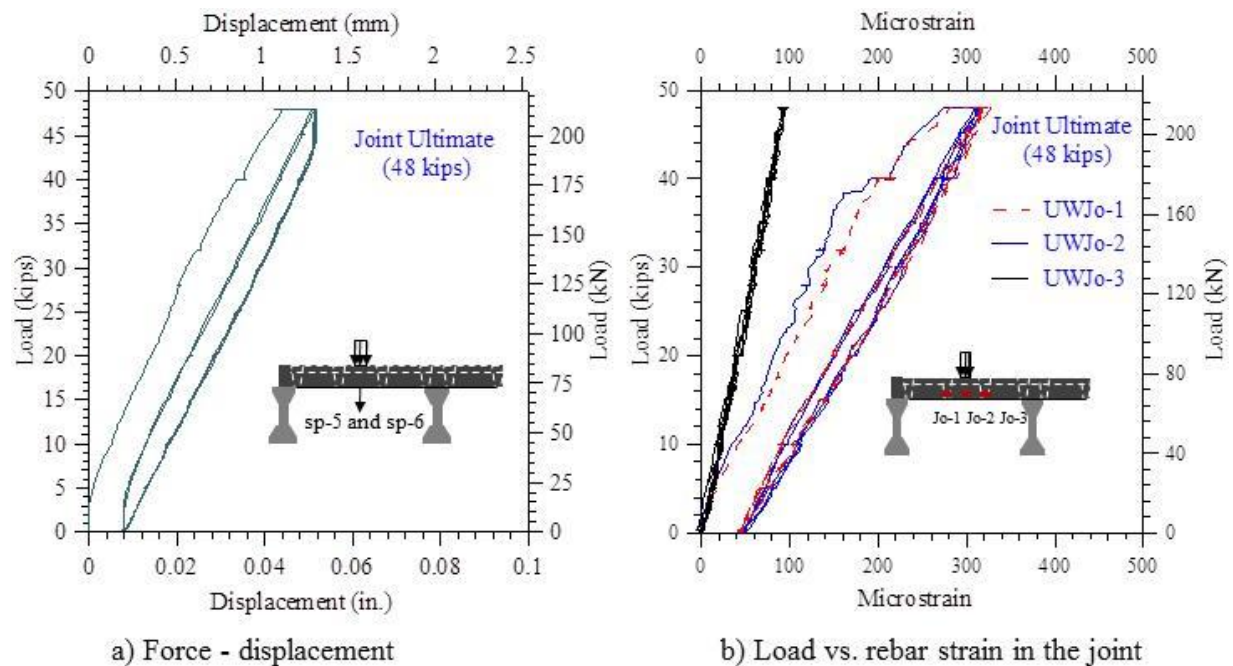 Displacement (mm)
0 0.5 1 1.5 2 2.5
50
45
40
35
30
25
20
15
10
5
0
Load (kips)
Joint Ultimate
(48 kips)
sp-5 and sp-6
200
175
150
125
100
75
50
25
0
Load (kN)
0 0.02 0.04 0.06 0.08 0.1
Displacement (in.)
a) Force - displacement
Microstrain
0 100 200 300 400 500
50
40
30
20
10
0
Load (kips)
Joint Ultimate
(48 kips)
UWJo-1
UWJo-2
UWJo-3
Jo-1 Jo-2 Jo-3
200
160
120
80
40
0
Load (kN)
0 100 200 300 400 500
Microstrain
b) Load vs. rebar strain in the joint